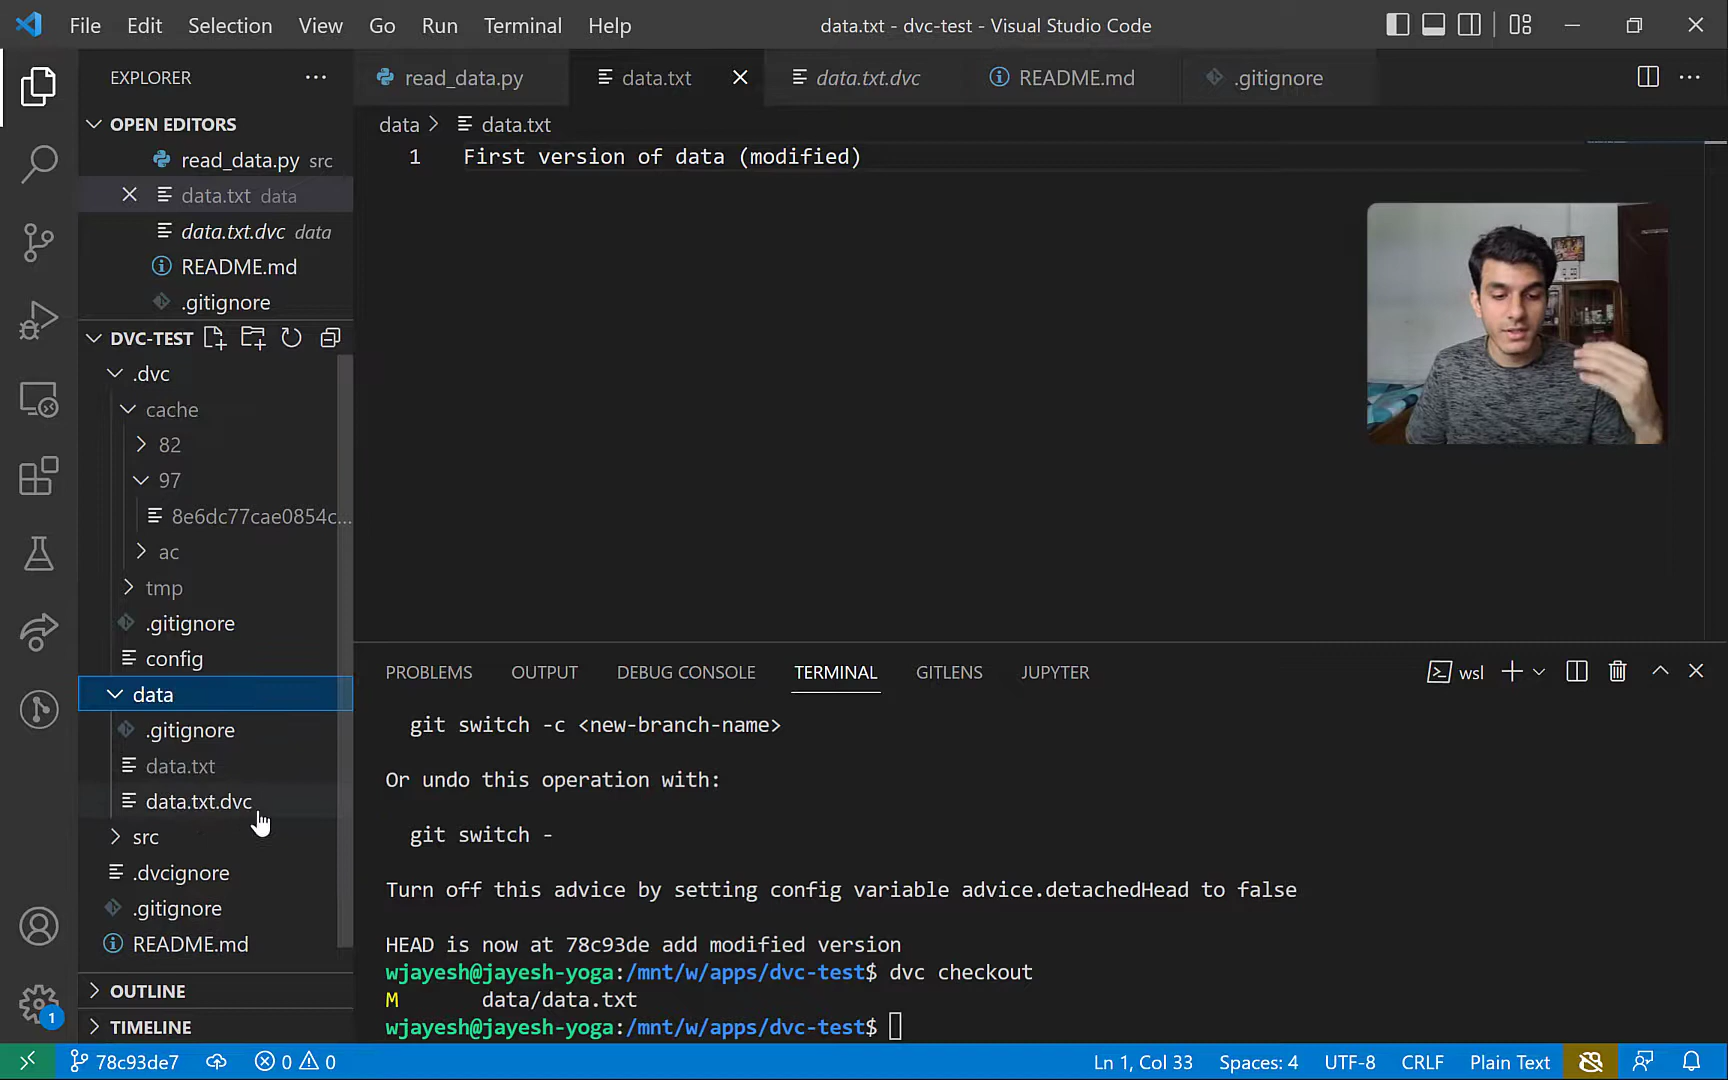 File Edit Selection View Go Run Terminal Help
data.txt - dvc-test - Visual Studio Code
EXPLORER
OPEN EDITORS
read_data.py src
data.txt data
data.txt.dvc data
README.md
.gitignore
DVC-TEST
.dvc
cache
82
97
8e6dc77cae0854c...
ac
tmp
.gitignore
config
data
.gitignore
data.txt
data.txt.dvc
src
.dvcignore
.gitignore
README.md
OUTLINE
TIMELINE
read_data.py data.txt data.txt.dvc README.md .gitignore
data > data.txt
1 First version of data (modified)
PROBLEMS OUTPUT DEBUG CONSOLE TERMINAL GITLENS JUPYTER
wsl
git switch -c <new-branch-name>
Or undo this operation with:
git switch -
Turn off this advice by setting config variable advice.detachedHead to false
HEAD is now at 78c93de add modified version
wjayesh@jayesh-yoga:/mnt/w/apps/dvc-test$ dvc checkout
M data/data.txt
wjayesh@jayesh-yoga:/mnt/w/apps/dvc-test$
1
78c93de7 0 0
Ln 1, Col 33 Spaces: 4 UTF-8 CRLF Plain Text